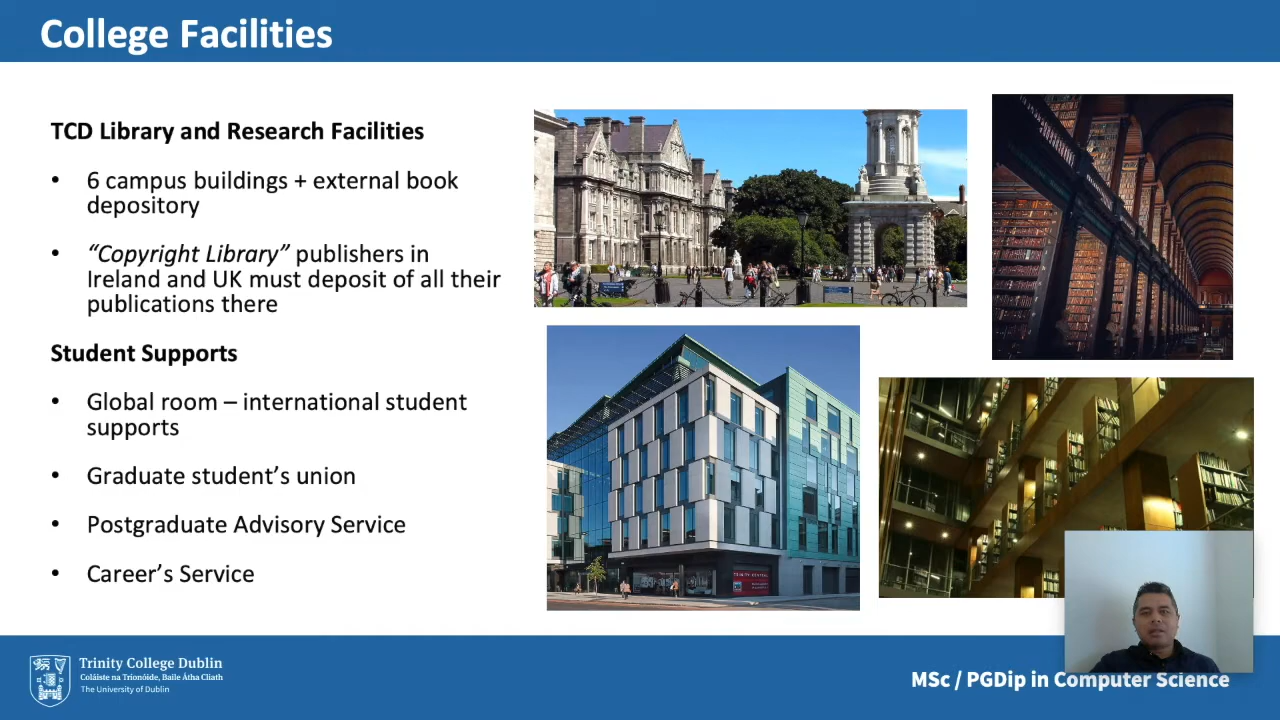 College Facilities
TCD Library and Research Facilities
• 6 campus buildings + external book
depository
• “Copyright Library” publishers in
Ireland and UK must deposit of all their
publications there
Student Supports
• Global room – international student
supports
• Graduate student’s union
• Postgraduate Advisory Service
• Career’s Service
Trinity College Dublin
Coláiste na Tríonóide, Baile Átha Cliath
The University of Dublin
MSc / PGDip in Computer Science